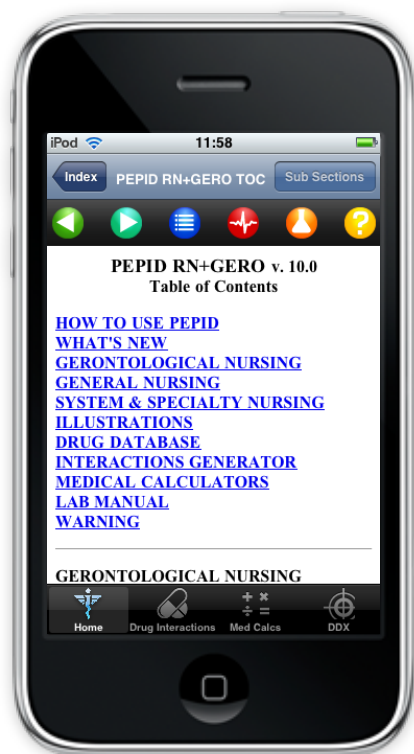 iPod 11:58
Index PEPID RN+GERO TOC Sub Sections
?
PEPID RN+GERO v. 10.0
Table of Contents
HOW TO USE PEPID
WHAT'S NEW
GERONTOLOGICAL NURSING
GENERAL NURSING
SYSTEM & SPECIALTY NURSING
ILLUSTRATIONS
DRUG DATABASE
INTERACTIONS GENERATOR
MEDICAL CALCULATORS
LAB MANUAL
WARNING
GERONTOLOGICAL NURSING
Home Drug Interactions Med Calcs DDX